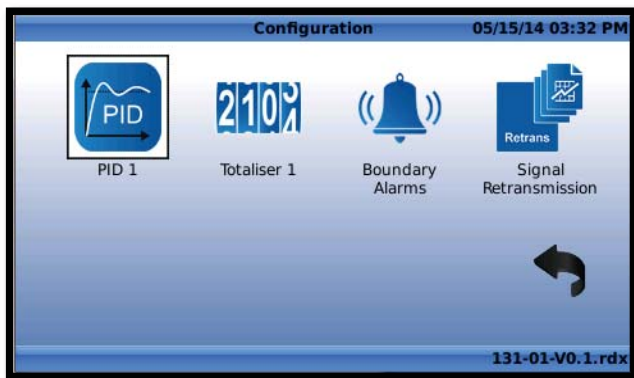 Configuration 05/15/14 03:32 PM
PID
210
Retrans
PID 1 Totaliser 1 Boundary Signal
Alarms Retransmission
131-01-V0.1.rdx